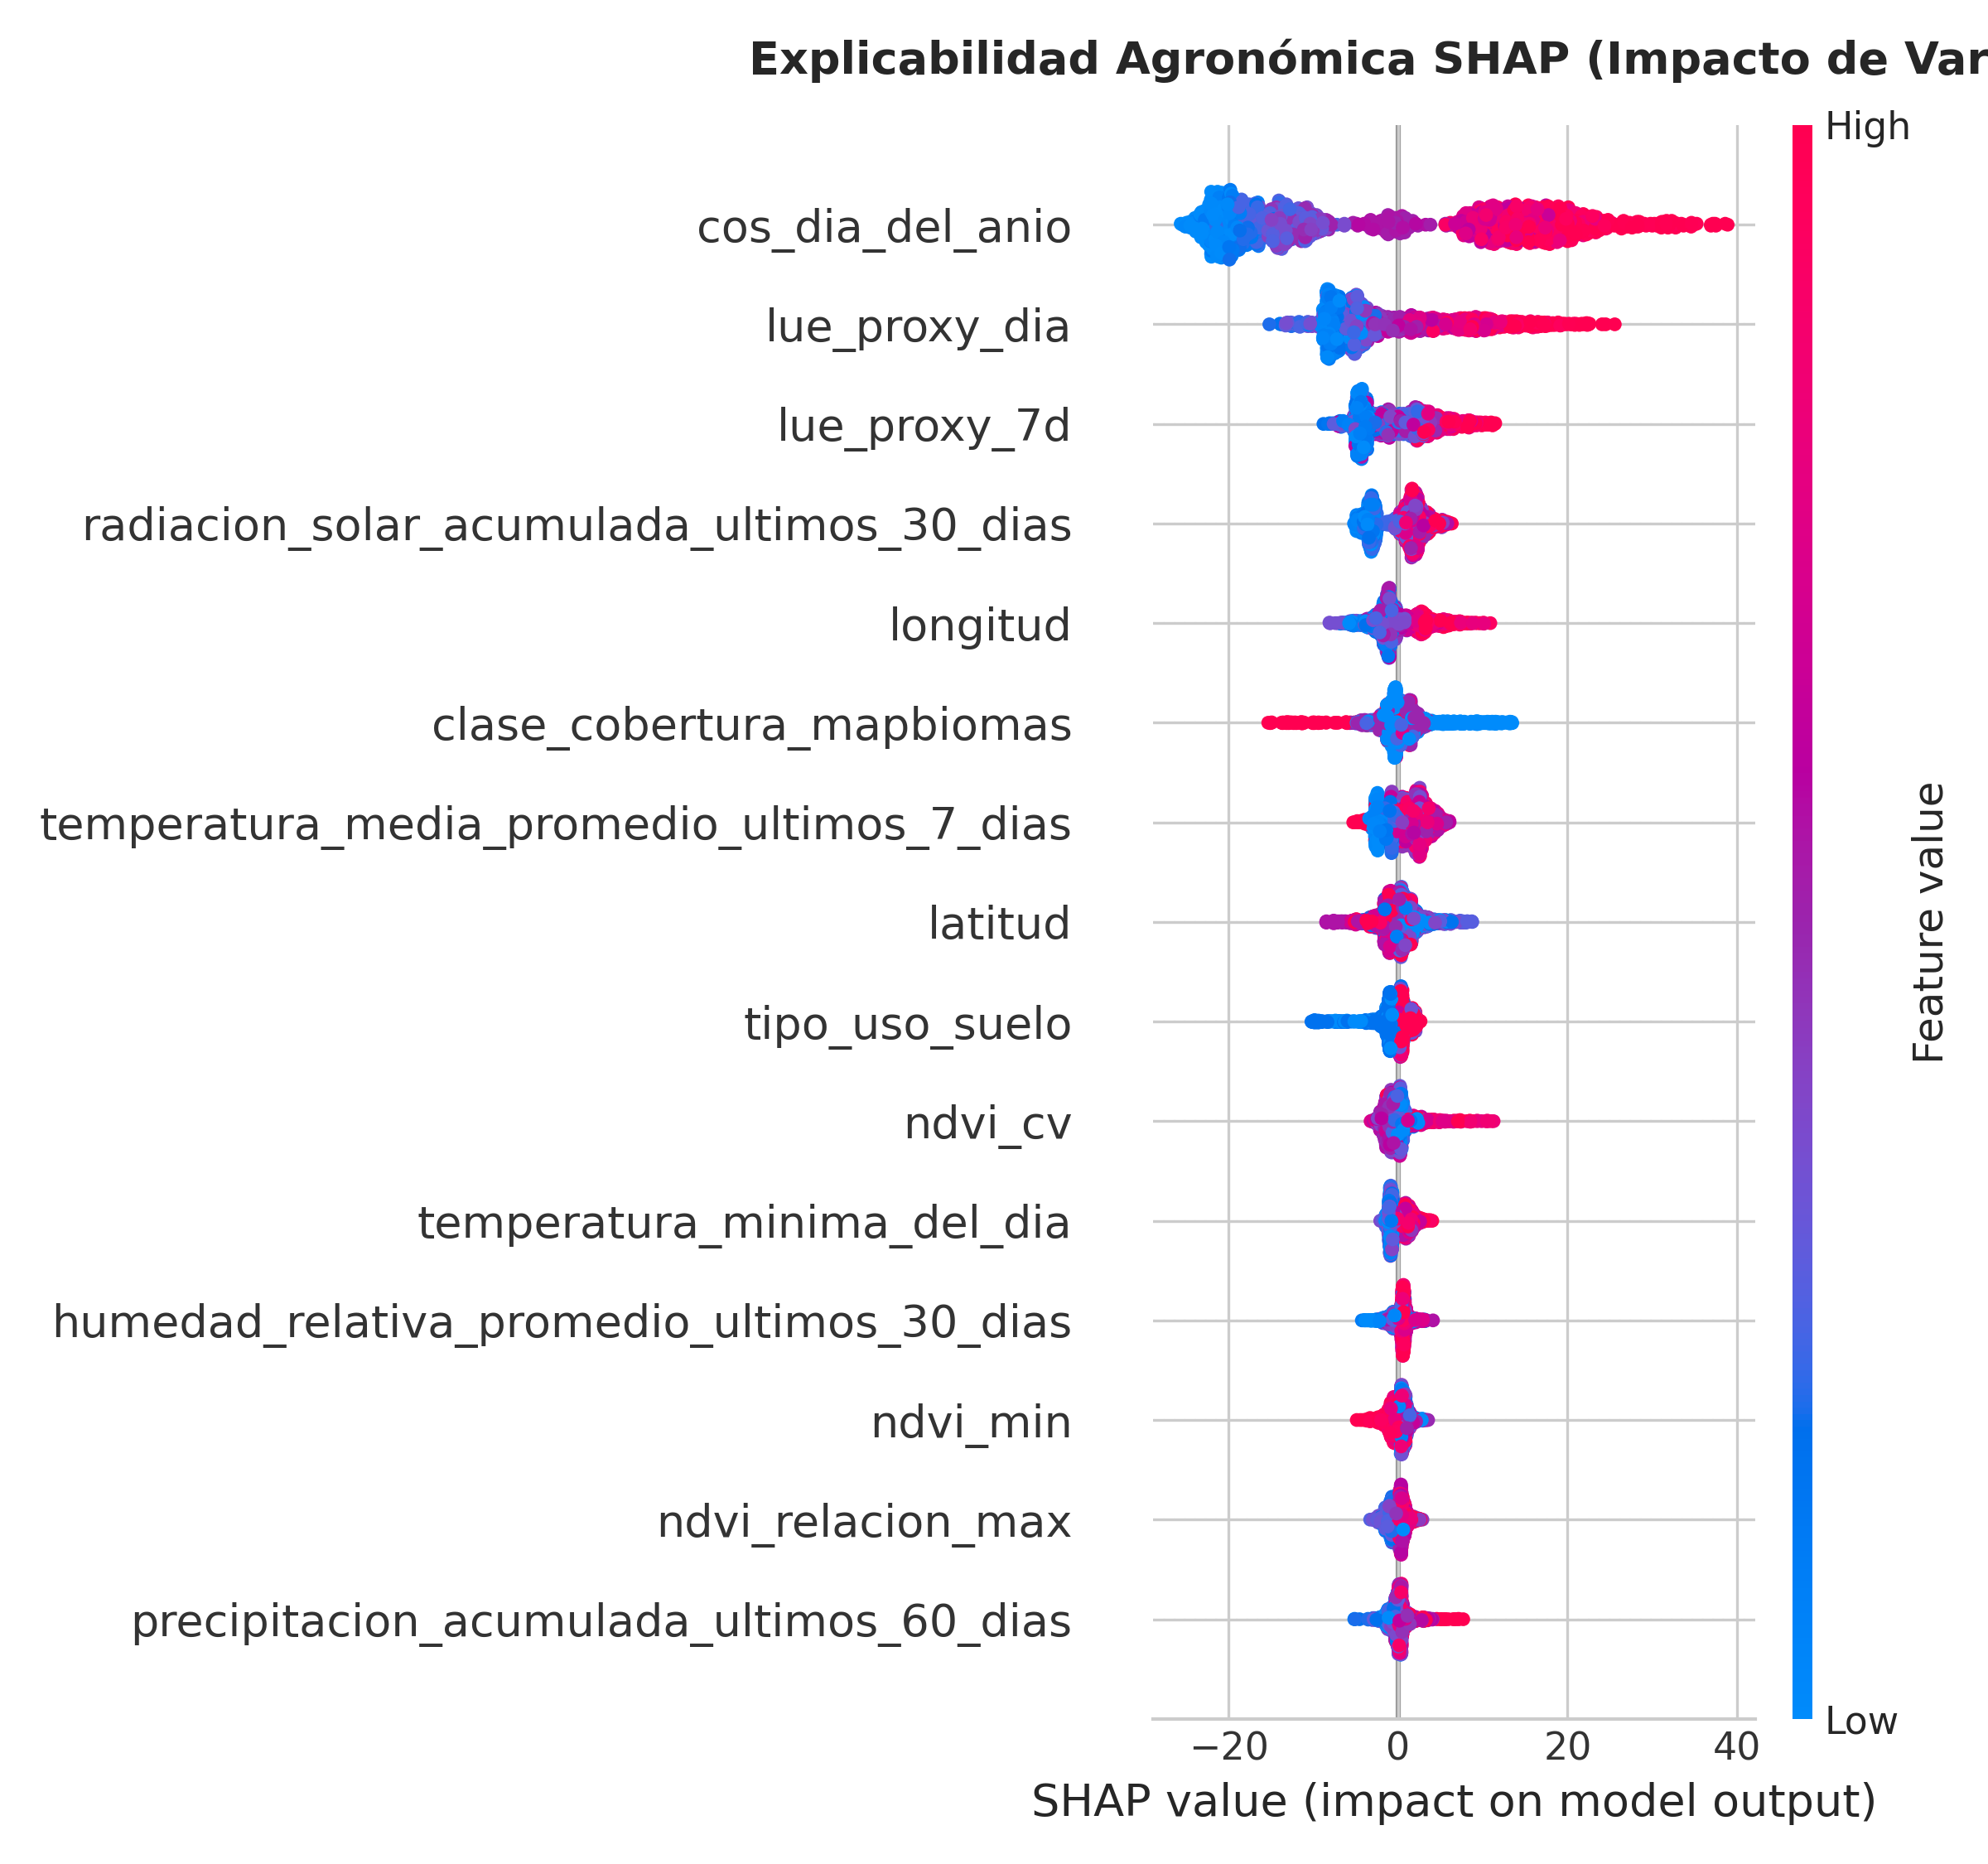 Explicabilidad Agronómica SHAP (Impacto de Var
High
cos_dia_del_anio
lue_proxy_dia
lue_proxy_7d
radiacion_solar_acumulada_ultimos_30_dias
longitud
clase_cobertura_mapbiomas
temperatura_media_promedio_ultimos_7_dias
latitud
tipo_uso_suelo
ndvi_cv
temperatura_minima_del_dia
humedad_relativa_promedio_ultimos_30_dias
ndvi_min
ndvi_relacion_max
precipitacion_acumulada_ultimos_60_dias
Feature value
Low
−20 0 20 40
SHAP value (impact on model output)